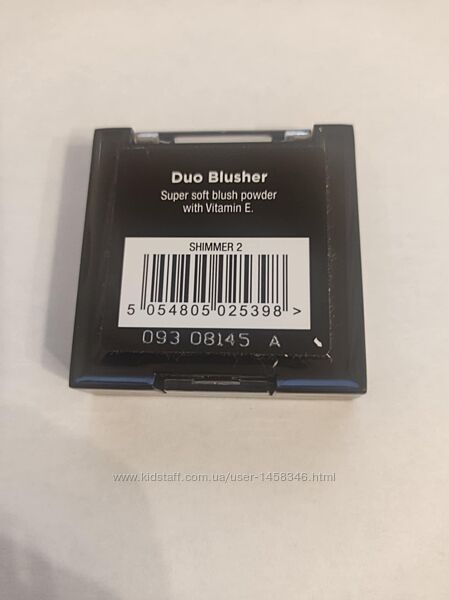 Duo Blusher
Super soft blush powder
with Vitamin E.
SHIMMER 2
5 054805 025398 >
093 08145 A
www.kidstaff.com.ua/user-1458346.html